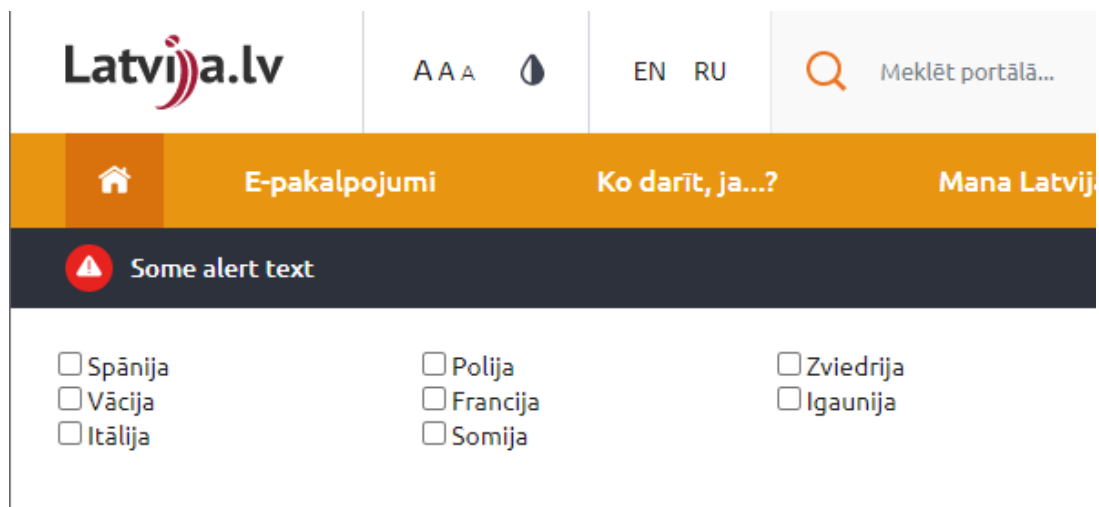 Latvija.lv
A A A
EN RU
Meklēt portālā...
E-pakalpojumi
Ko darīt, ja...?
Mana Latvij
Some alert text
Spānija
Vācija
Itālija
Polija
Francija
Somija
Zviedrija
Igaunija